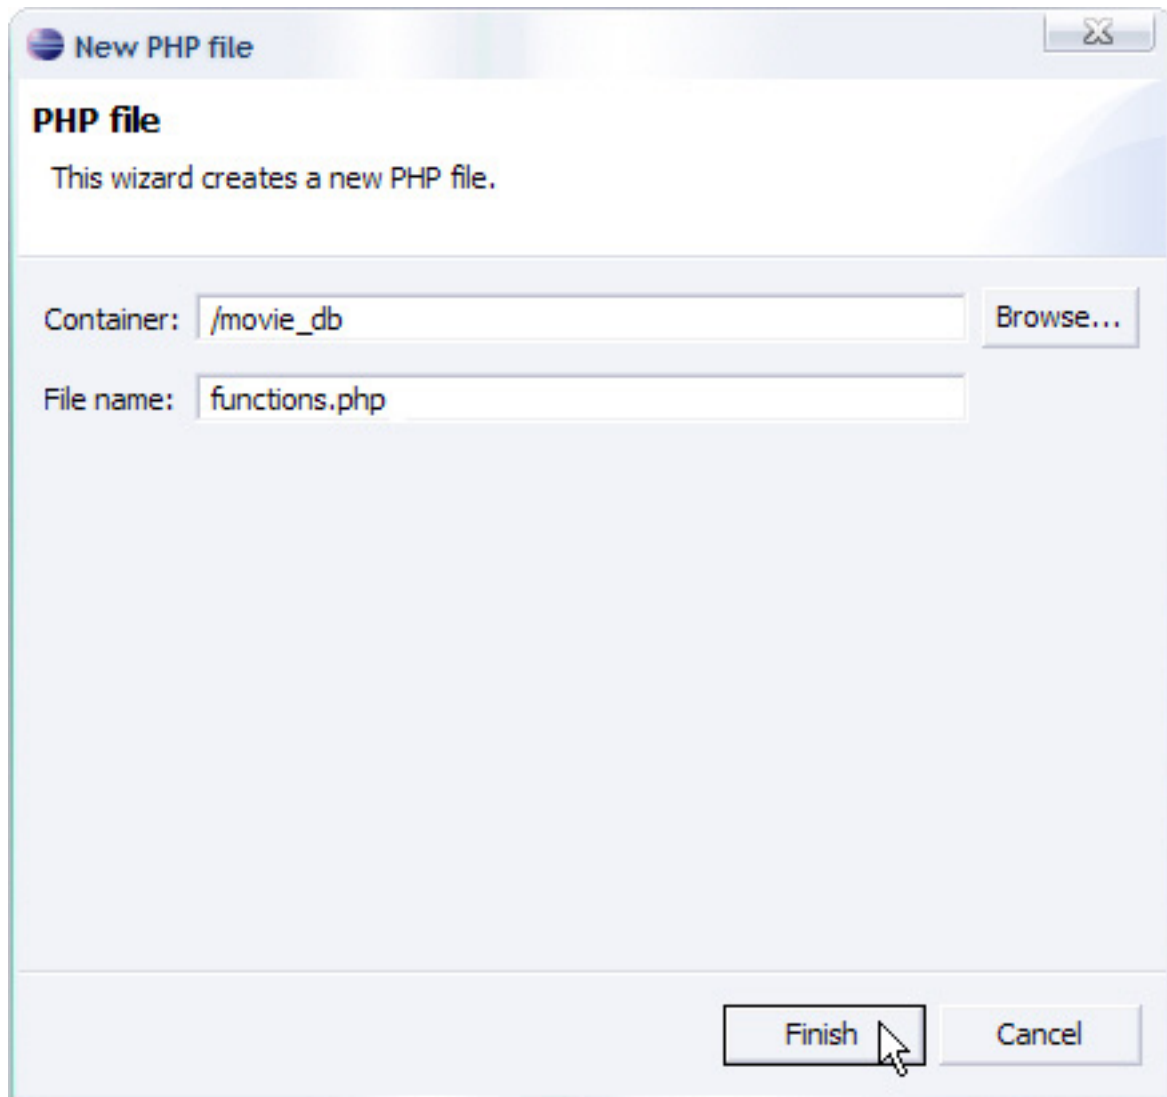 New PHP file
PHP file
This wizard creates a new PHP file.
Container: /movie_db Browse...
File name: functions.php
Finish Cancel